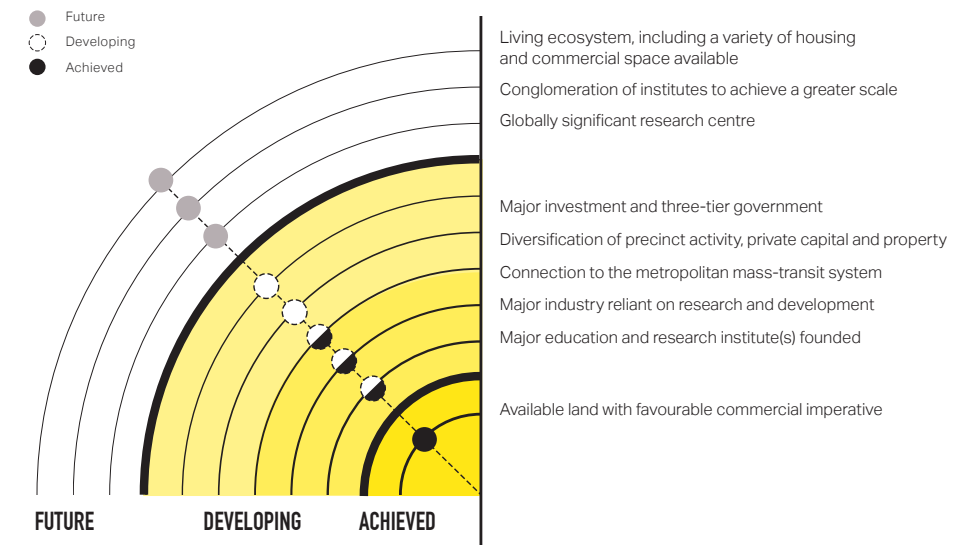 Future
Developing
Achieved
Living ecosystem, including a variety of housing
and commercial space available
Conglomeration of institutes to achieve a greater scale
Globally significant research centre
Major investment and three-tier government
Diversification of precinct activity, private capital and property
Connection to the metropolitan mass-transit system
Major industry reliant on research and development
Major education and research institute(s) founded
Available land with favourable commercial imperative
FUTURE
DEVELOPING
ACHIEVED